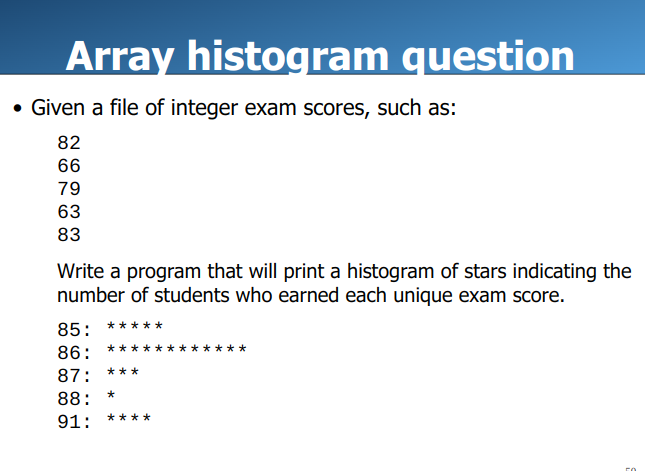 Array histogram question
• Given a file of integer exam scores, such as:
82
66
79
63
83
Write a program that will print a histogram of stars indicating the
number of students who earned each unique exam score.
85: *****
86: ************
87: ***
88: *
91: ****